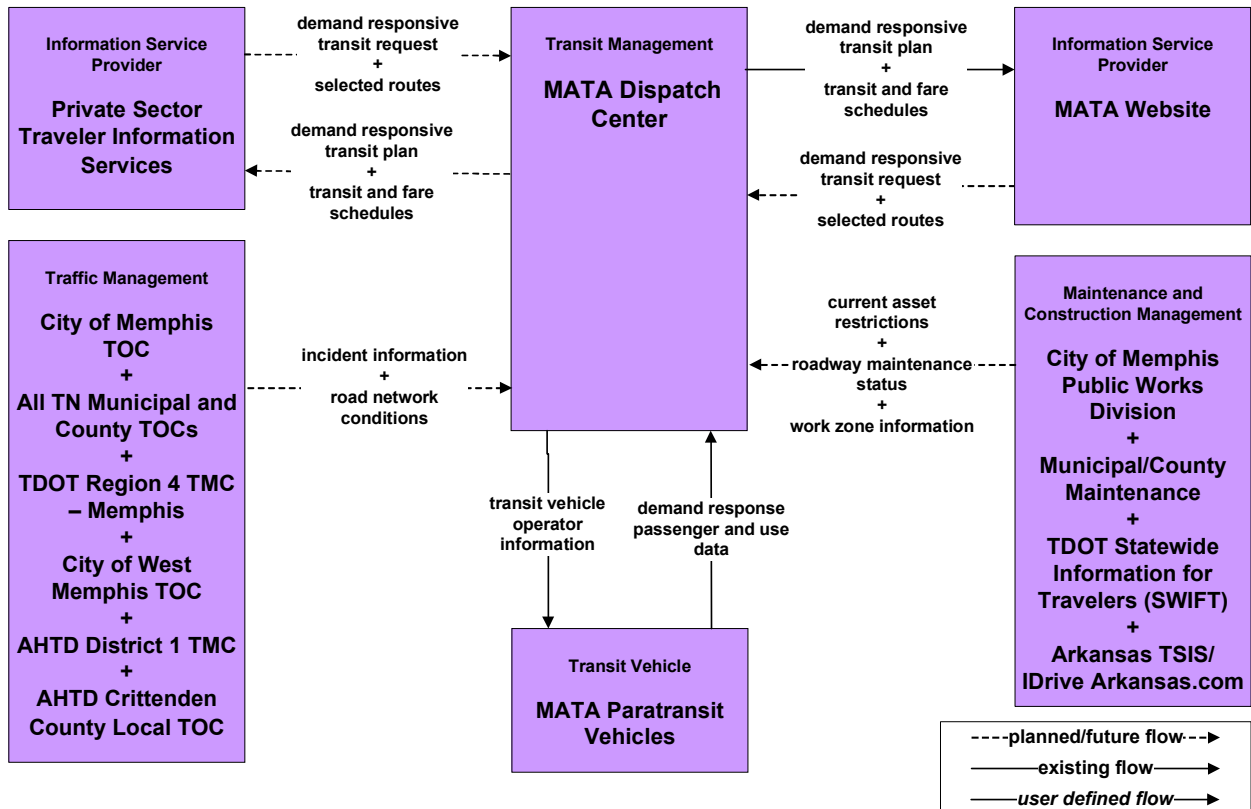 Information Service
Provider
Private Sector
Traveler Information
Services
demand responsive
transit request
+
selected routes
demand responsive
transit plan
+
transit and fare
schedules
Transit Management
MATA Dispatch
Center
demand responsive
transit plan
+
transit and fare
schedules
demand responsive
transit request
+
selected routes
Information Service
Provider
MATA Website
Traffic Management
City of Memphis
TOC
+
All TN Municipal and
County TOCs
+
TDOT Region 4 TMC
– Memphis
+
City of West
Memphis TOC
+
AHTD District 1 TMC
+
AHTD Crittenden
County Local TOC
incident information
+
road network
conditions
current asset
restrictions
+
roadway maintenance
status
+
work zone information
Maintenance and
Construction Management
City of Memphis
Public Works
Division
+
Municipal/County
Maintenance
+
TDOT Statewide
Information for
Travelers (SWIFT)
+
Arkansas TSIS/
IDrive Arkansas.com
transit vehicle
operator
information
demand response
passenger and use
data
Transit Vehicle
MATA Paratransit
Vehicles
planned/future flow
existing flow
user defined flow